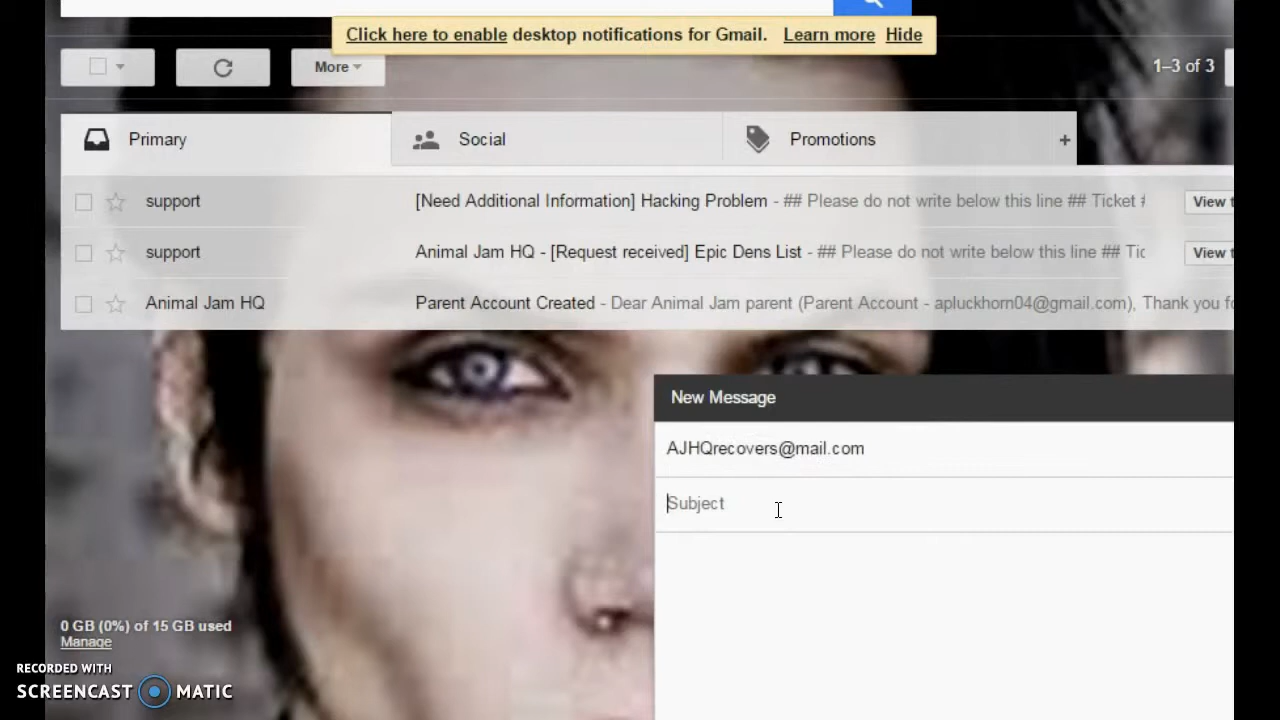 Click here to enable desktop notifications for Gmail. Learn more Hide
More
1–3 of 3
Primary
Social
Promotions
+
support [Need Additional Information] Hacking Problem - ## Please do not write below this line ## Ticket # View t
support Animal Jam HQ - [Request received] Epic Dens List - ## Please do not write below this line ## Tic View t
Animal Jam HQ Parent Account Created - Dear Animal Jam parent (Parent Account - apluckhorn04@gmail.com), Thank you fo
New Message
AJHQrecovers@mail.com
Subject
0 GB (0%) of 15 GB used
Manage
RECORDED WITH
SCREENCAST MATIC